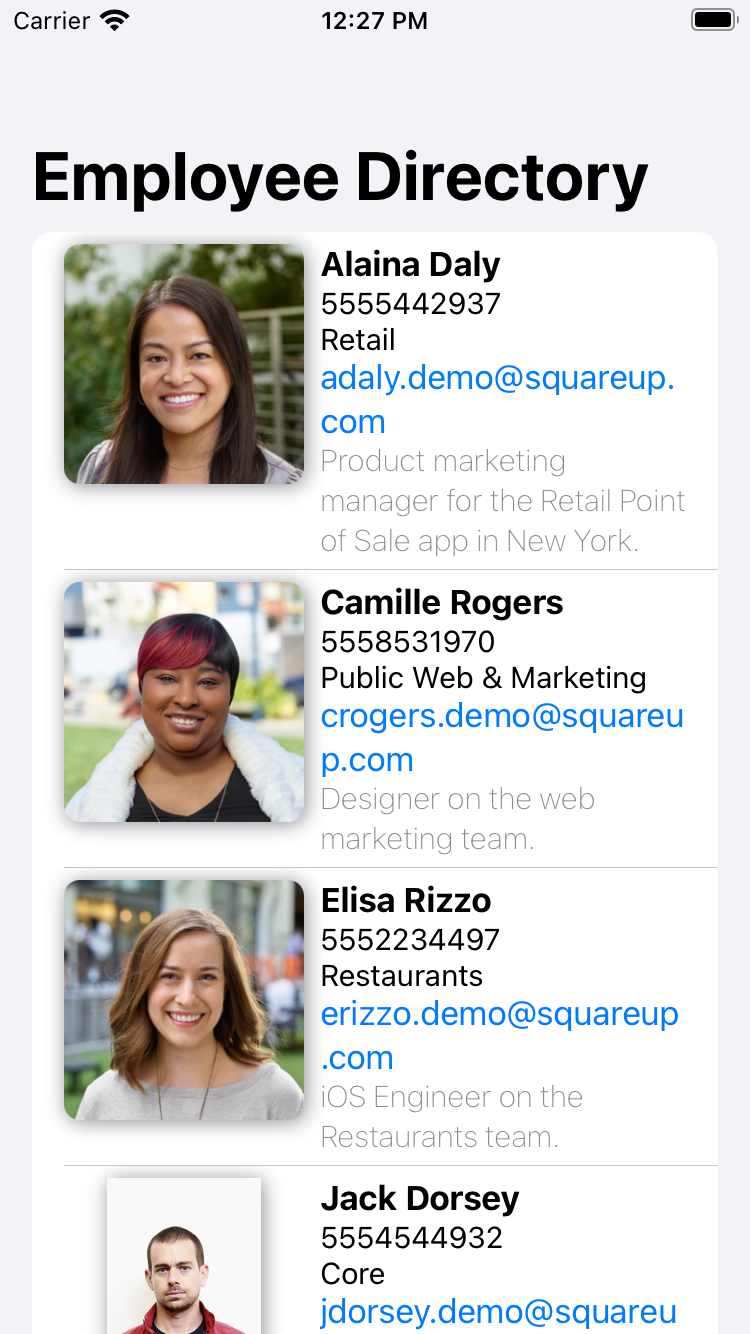 Carrier 12:27 PM
Employee Directory
Alaina Daly
5555442937
Retail
adaly.demo@squareup.
com
Product marketing
manager for the Retail Point
of Sale app in New York.
Camille Rogers
5558531970
Public Web & Marketing
crogers.demo@squareu
p.com
Designer on the web
marketing team.
Elisa Rizzo
5552234497
Restaurants
erizzo.demo@squareup
.com
iOS Engineer on the
Restaurants team.
Jack Dorsey
5554544932
Core
jdorsey.demo@squareu